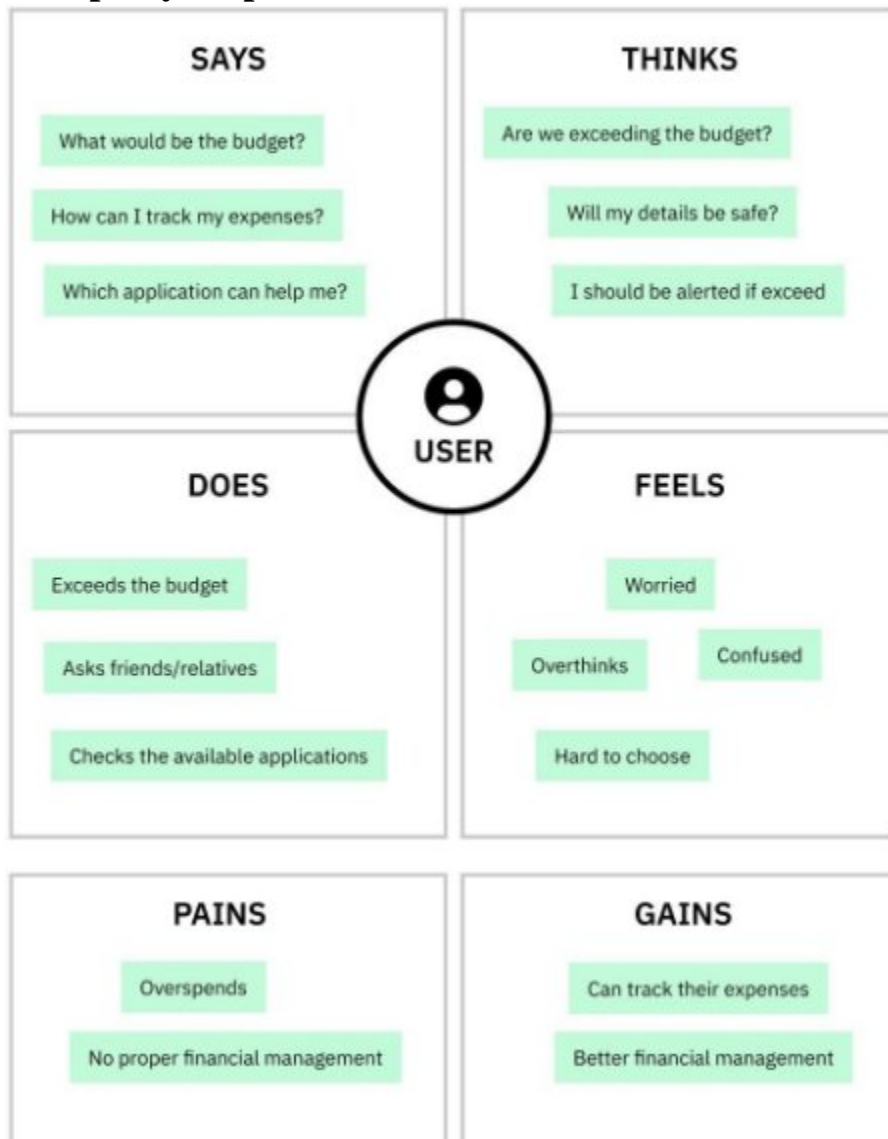 SAYS
What would be the budget?
How can I track my expenses?
Which application can help me?
THINKS
Are we exceeding the budget?
Will my details be safe?
I should be alerted if exceed
USER
DOES
Exceeds the budget
Asks friends/relatives
Checks the available applications
FEELS
Worried
Overthinks
Confused
Hard to choose
PAINS
Overspends
No proper financial management
GAINS
Can track their expenses
Better financial management